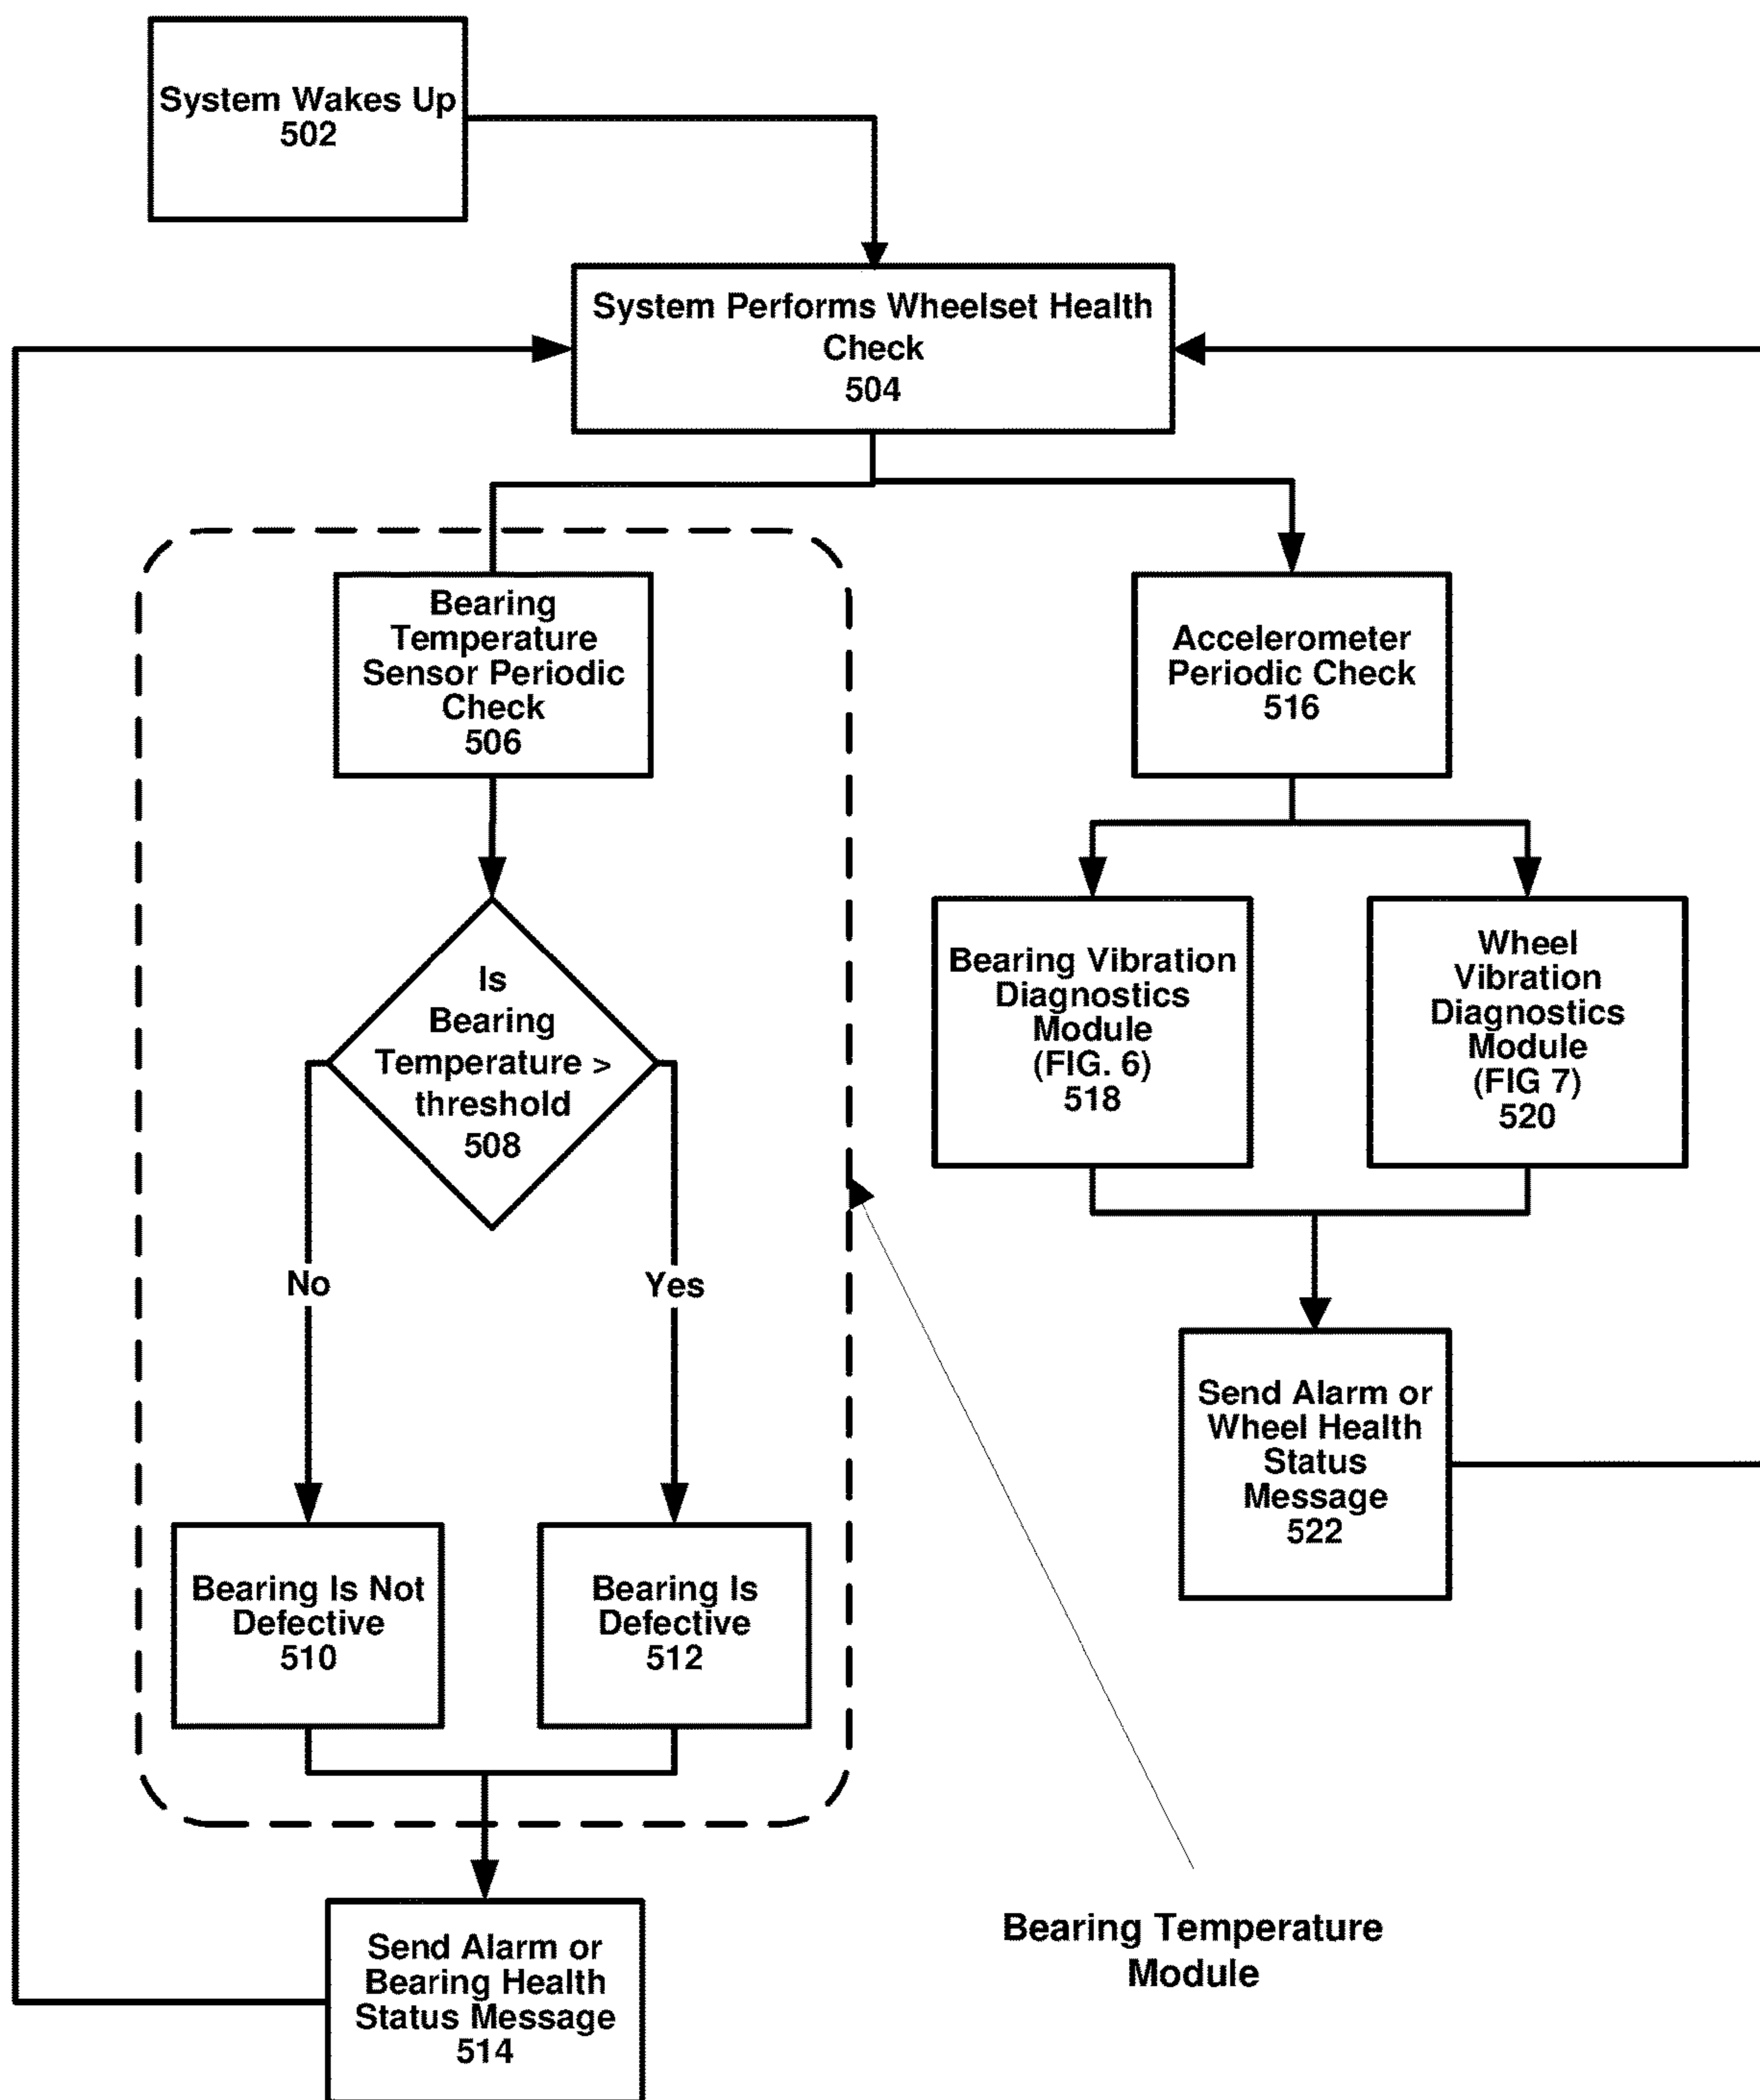 System Wakes Up
502
System Performs Wheelset Health
Check
504
Bearing
Temperature
Sensor Periodic
Check
506
Accelerometer
Periodic Check
516
Is
Bearing
Temperature >
threshold
508
Bearing Vibration
Diagnostics
Module
(FIG. 6)
518
Wheel
Vibration
Diagnostics
Module
(FIG 7)
520
No
Yes
Send Alarm or
Wheel Health
Status
Message
522
Bearing Is Not
Defective
510
Bearing Is
Defective
512
Send Alarm or
Bearing Health
Status Message
514
Bearing Temperature
Module